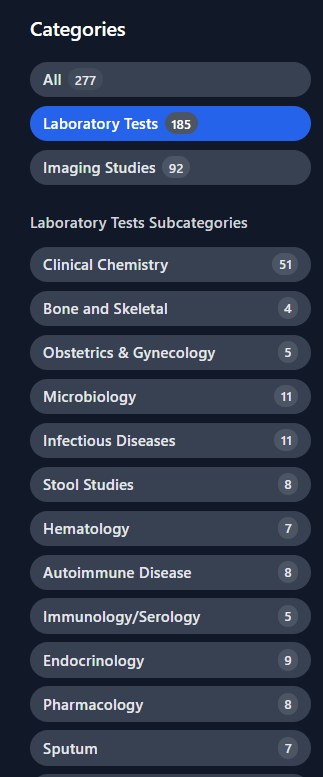 Categories
All 277
Laboratory Tests 185
Imaging Studies 92
Laboratory Tests Subcategories
Clinical Chemistry 51
Bone and Skeletal 4
Obstetrics & Gynecology 5
Microbiology 11
Infectious Diseases 11
Stool Studies 8
Hematology 7
Autoimmune Disease 8
Immunology/Serology 5
Endocrinology 9
Pharmacology 8
Sputum 7